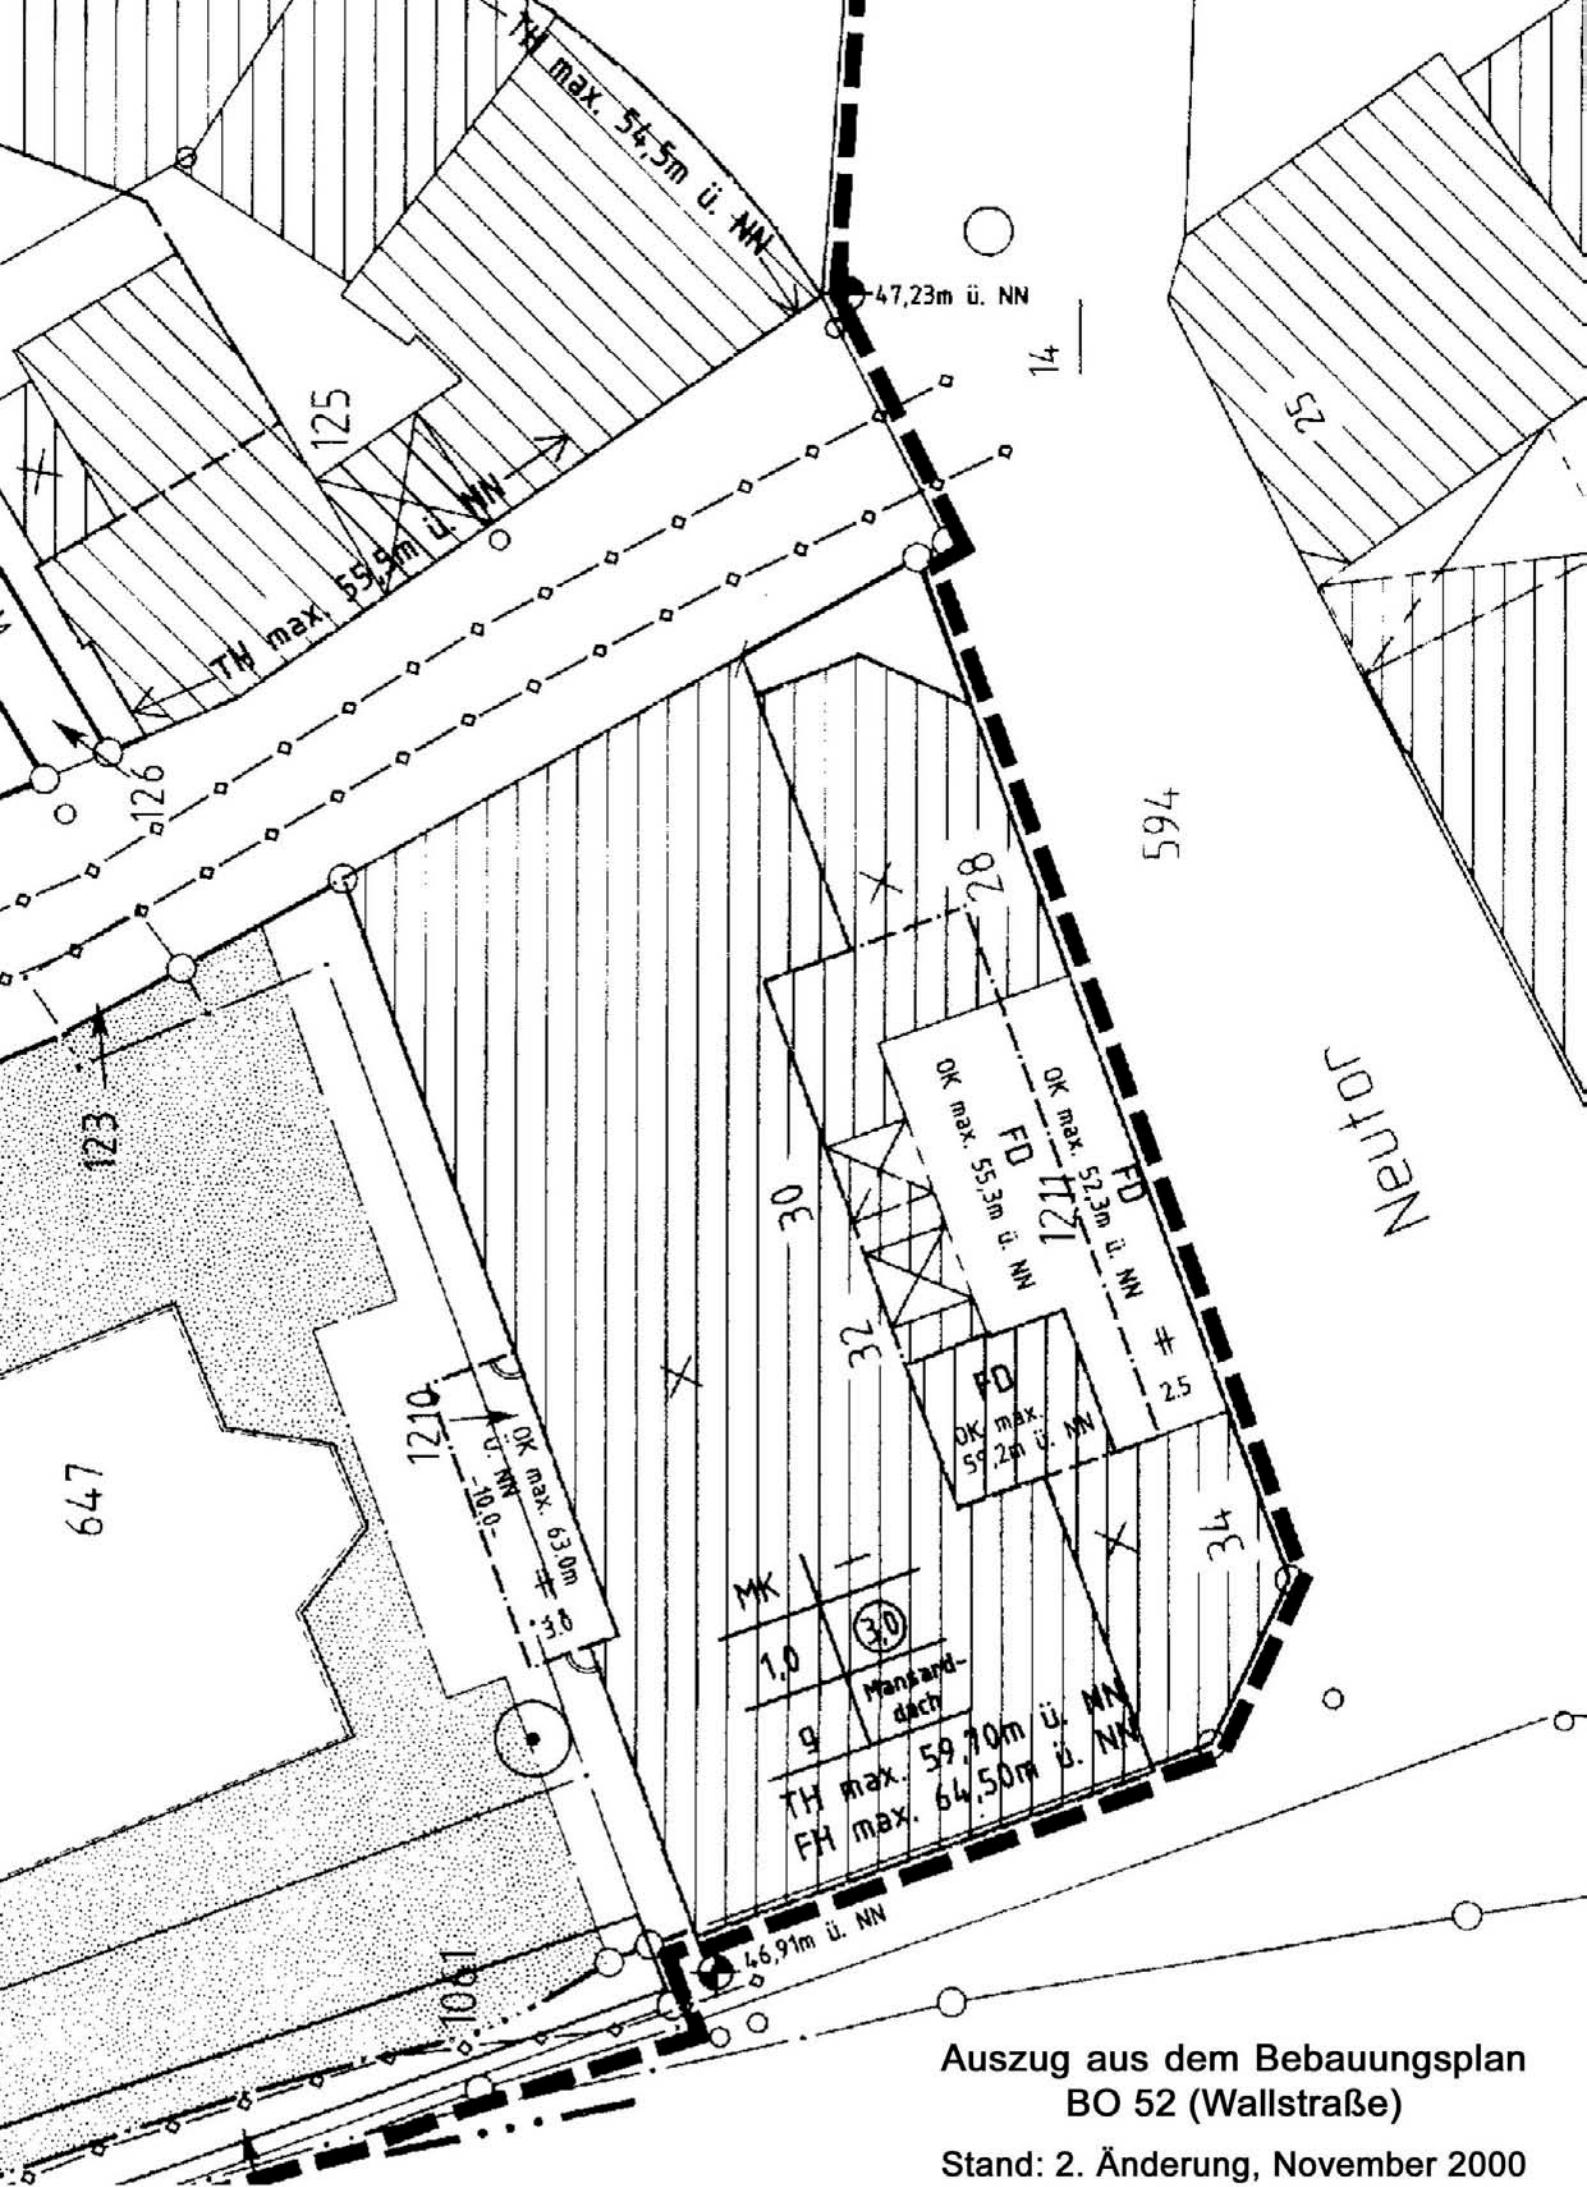 TH max. 54,5m ü. NN
47,23m ü. NN
14
25
125
TH max. 55,5m ü. NN
126
594
28
123
Neutor
OK max. 55,3m ü. NN
FD
1211
OK max. 52,3m ü. NN
FD
2.5
30
32
FD
OK max.
59,2m ü. NN
34
1210
OK max. 63.0m
ü. NN
-10.0-
3.0
647
MK
I
1,0
3,0
g
Mansard-
dach
TH max. 59,70m ü. NN
FH max. 64,50m ü. NN
46,91m ü. NN
1061
Auszug aus dem Bebauungsplan
BO 52 (Wallstraße)
Stand: 2. Änderung, November 2000